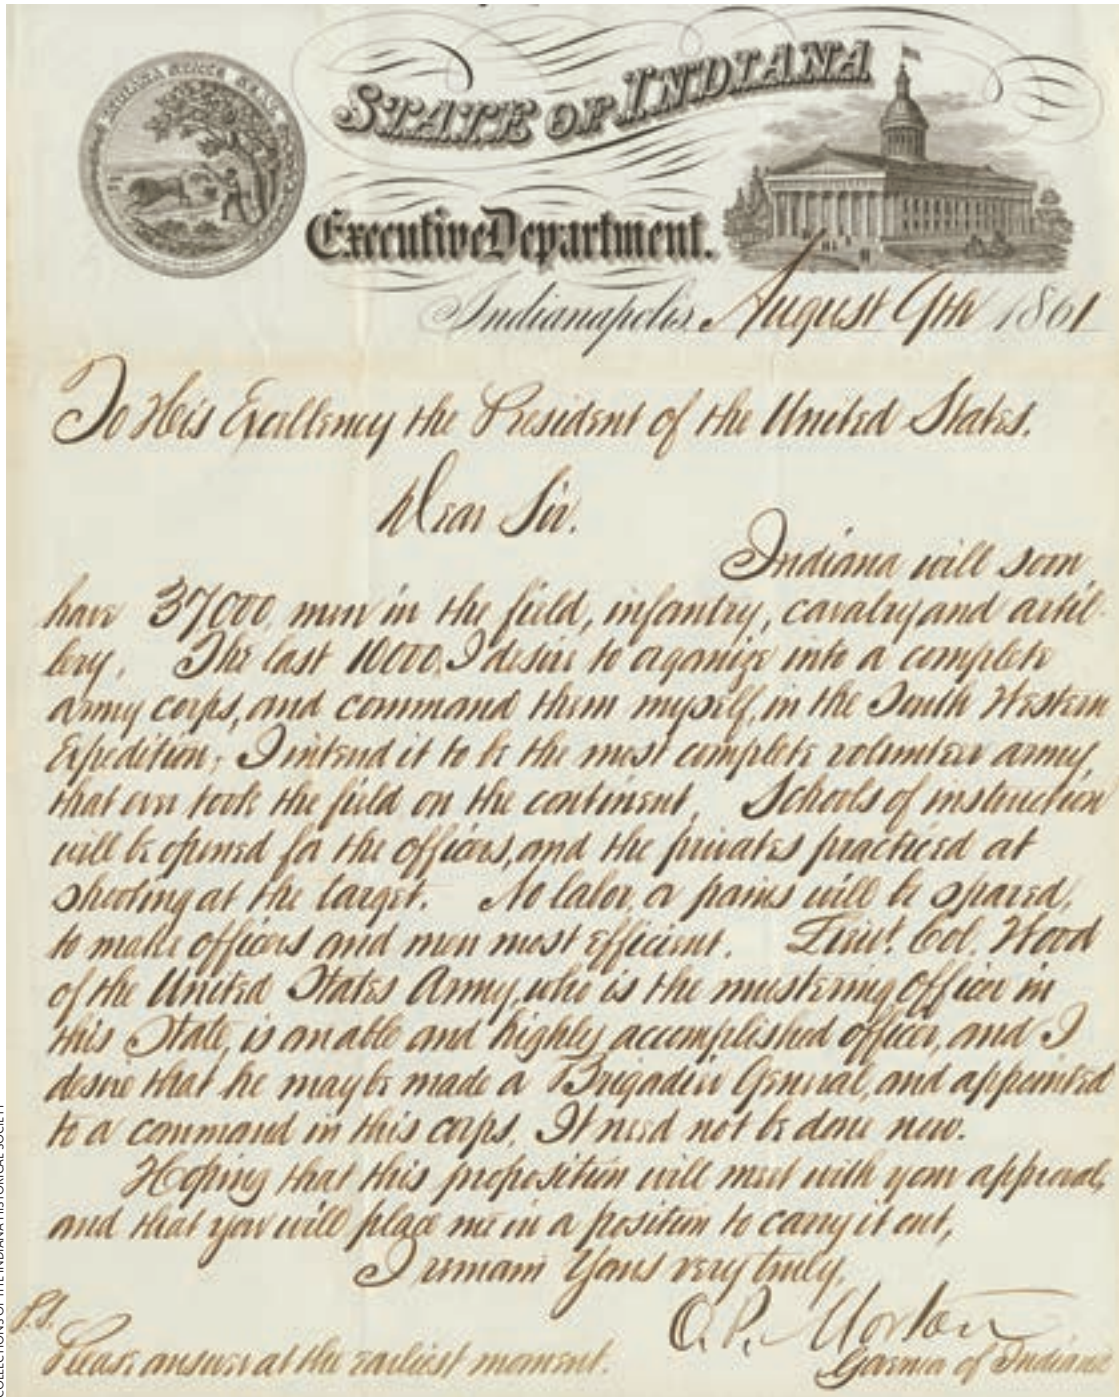 INDIANA STATE SEAL
STATE OF INDIANA
Executive Department.
Indianapolis, August 9th 1861
To His Excellency the President of the United States.
Dear Sir.
Indiana will soon
have 37000, men in the field, infantry, cavalry and artil-
lery. The last 10000, I desire to organize into a complete
army corps, and command them myself, in the South Western
Expedition; I intend it to be the most complete volunteer army,
that ever took the field on the continent. Schools of instruction
will be opened for the officers, and the privates practiced at
shooting at the target. No labor or pains will be spared,
to make officers and men most efficient. Lieut. Col. Wood
of the United States Army, who is the mustering officer in
this State, is an able and highly accomplished officer, and I
desire that he may be made a Brigadier General, and appointed
to a command in this corps. It need not be done now.
Hoping that this proposition will meet with your approval,
and that you will place me in a position to carry it out,
I remain Yours very truly,
O. P. Morton
Governor of Indiana
P.S.
Please answer at the earliest moment.
COLLECTIONS OF THE INDIANA HISTORICAL SOCIETY